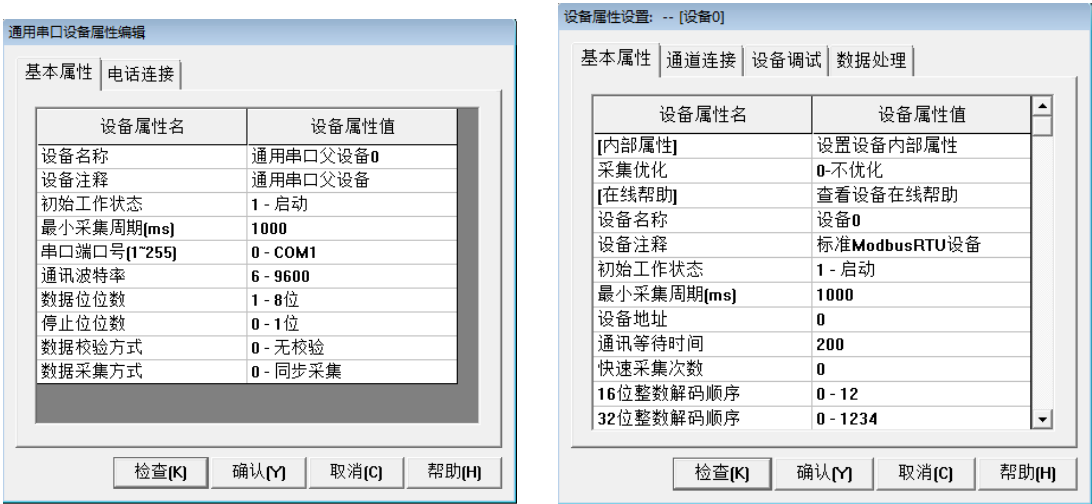 通用串口设备属性编辑
基本属性 电话连接
设备属性名 设备属性值
设备名称 通用串口父设备0
设备注释 通用串口父设备
初始工作状态 1 - 启动
最小采集周期(ms) 1000
串口端口号(1~255) 0 - COM1
通讯波特率 6 - 9600
数据位位数 1 - 8位
停止位位数 0 - 1位
数据校验方式 0 - 无校验
数据采集方式 0 - 同步采集
检查(K) 确认(Y) 取消(C) 帮助(H)
设备属性设置: -- [设备0]
基本属性 通道连接 设备调试 数据处理
设备属性名 设备属性值
[内部属性] 设置设备内部属性
采集优化 0-不优化
[在线帮助] 查看设备在线帮助
设备名称 设备0
设备注释 标准ModbusRTU设备
初始工作状态 1 - 启动
最小采集周期(ms) 1000
设备地址 0
通讯等待时间 200
快速采集次数 0
16位整数解码顺序 0 - 12
32位整数解码顺序 0 - 1234
检查(K) 确认(Y) 取消(C) 帮助(H)